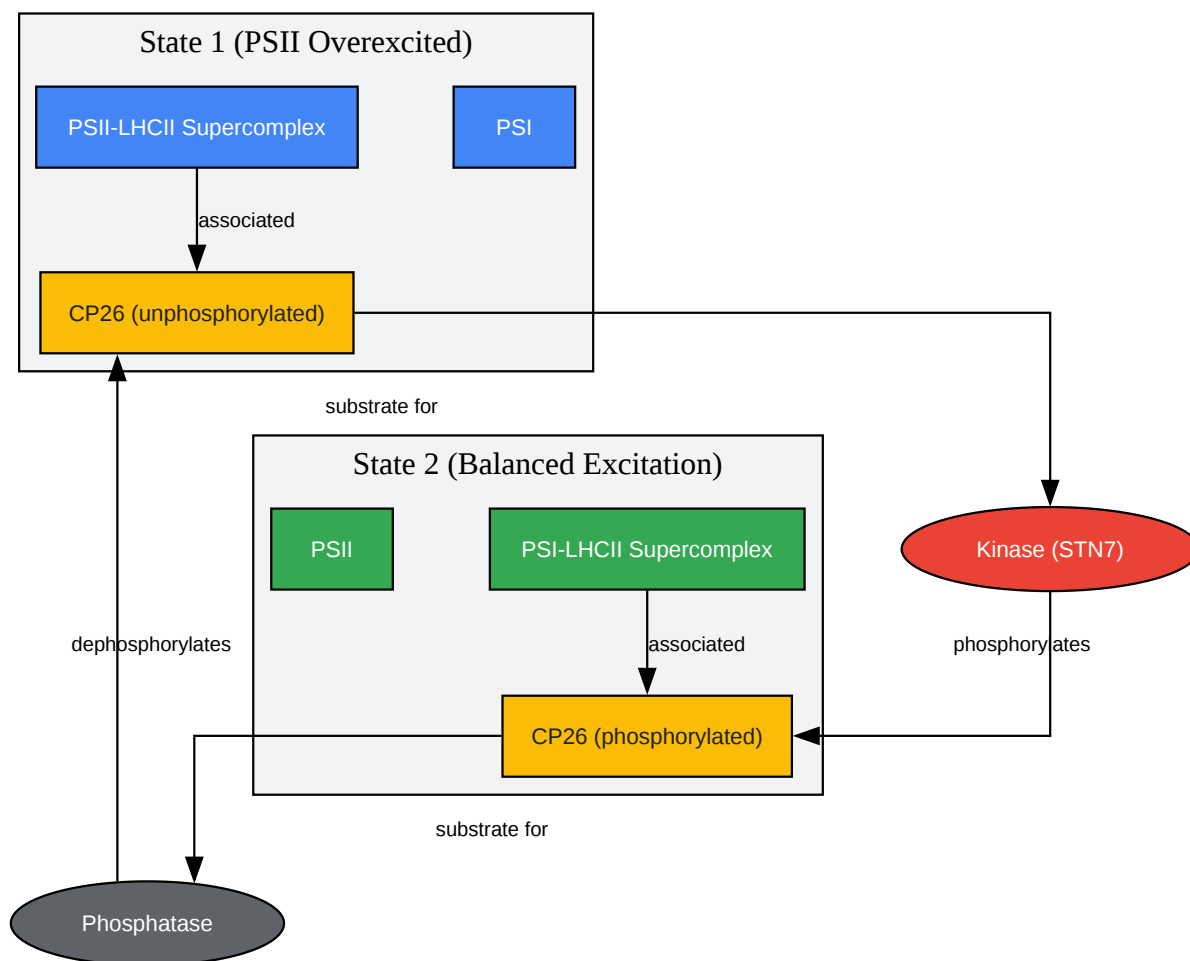 State 1 (PSII Overexcited)
PSII-LHCII Supercomplex
PSI
associated
CP26 (unphosphorylated)
substrate for
State 2 (Balanced Excitation)
PSII
PSI-LHCII Supercomplex
Kinase (STN7)
dephosphorylates
associated
phosphorylates
CP26 (phosphorylated)
substrate for
Phosphatase